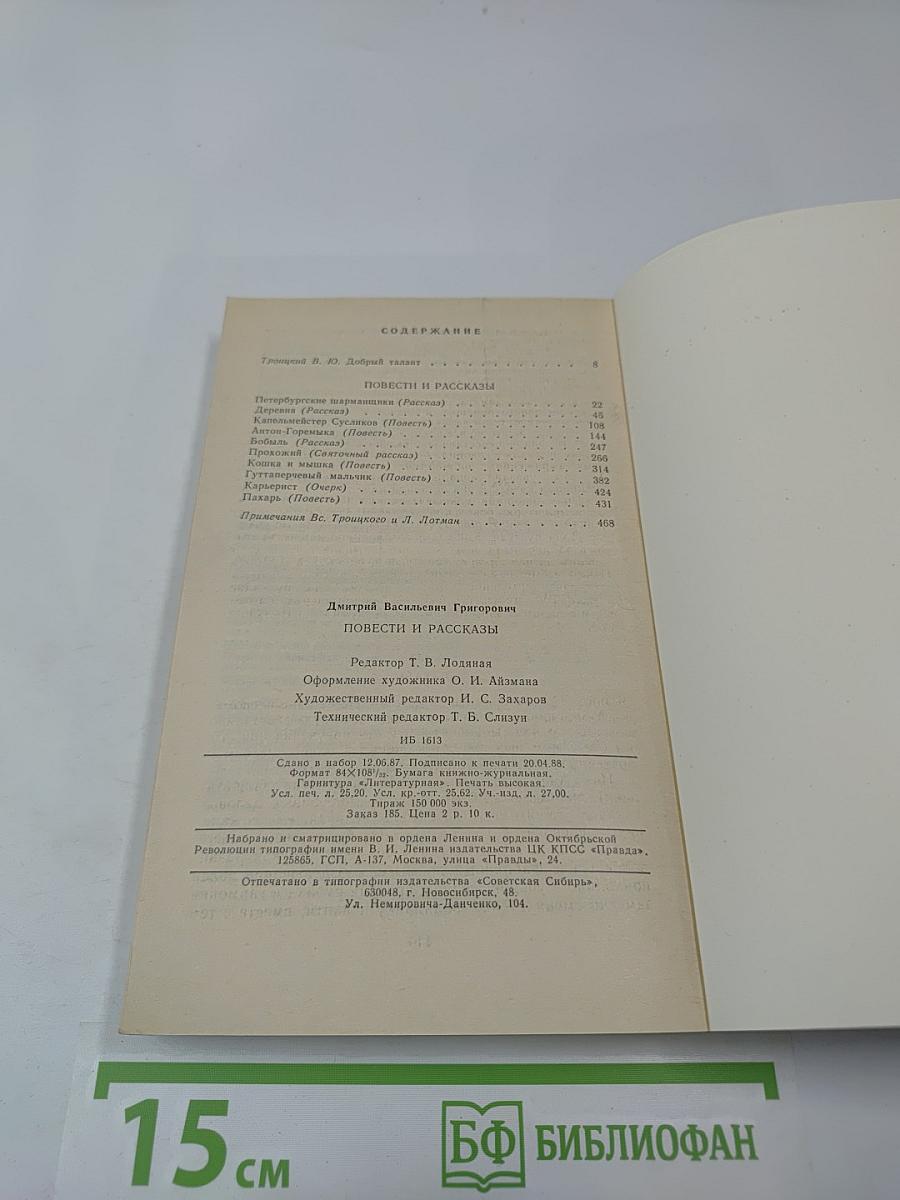 СОДЕРЖАНИЕ
Троицкий В. Ю. Добрый талант . . . . . . . . . . . . 8
ПОВЕСТИ И РАССКАЗЫ
Петербургские шарманщики (Рассказ) . . . . . . . . . 22
Деревня (Рассказ) . . . . . . . . . . . . . . . 45
Капельмейстер Сусликов (Повесть) . . . . . . . . . . 108
Антон-Горемыка (Повесть) . . . . . . . . . . . . 144
Бобыль (Рассказ) . . . . . . . . . . . . . . . 247
Прохожий (Святочный рассказ) . . . . . . . . . . . 266
Кошка и мышка (Повесть) . . . . . . . . . . . . 314
Гуттаперчевый мальчик (Повесть) . . . . . . . . . . 382
Карьерист (Очерк) . . . . . . . . . . . . . . . 424
Пахарь (Повесть) . . . . . . . . . . . . . . . 431
Примечания Вс. Троицкого и Л. Лотман . . . . . . . . . 468
Дмитрий Васильевич Григорович
ПОВЕСТИ И РАССКАЗЫ
Редактор Т. В. Лодяная
Оформление художника О. И. Айзмана
Художественный редактор И. С. Захаров
Технический редактор Т. Б. Слизун
ИБ 1613
Сдано в набор 12.06.87. Подписано к печати 20.04.88.
Формат 84×108¹/₃₂. Бумага книжно-журнальная.
Гарнитура «Литературная». Печать высокая.
Усл. печ. л. 25,20. Усл. кр.-отт. 25,62. Уч.-изд. л. 27,00.
Тираж 150 000 экз.
Заказ 185. Цена 2 р. 10 к.
Набрано и сматрицировано в ордена Ленина и ордена Октябрьской
Революции типографии имени В. И. Ленина издательства ЦК КПСС «Правда».
125865, ГСП, А-137, Москва, улица «Правды», 24.
Отпечатано в типографии издательства «Советская Сибирь»,
630048, г. Новосибирск, 48.
Ул. Немировича-Данченко, 104.
15 см
БФ БИБЛИОФАН